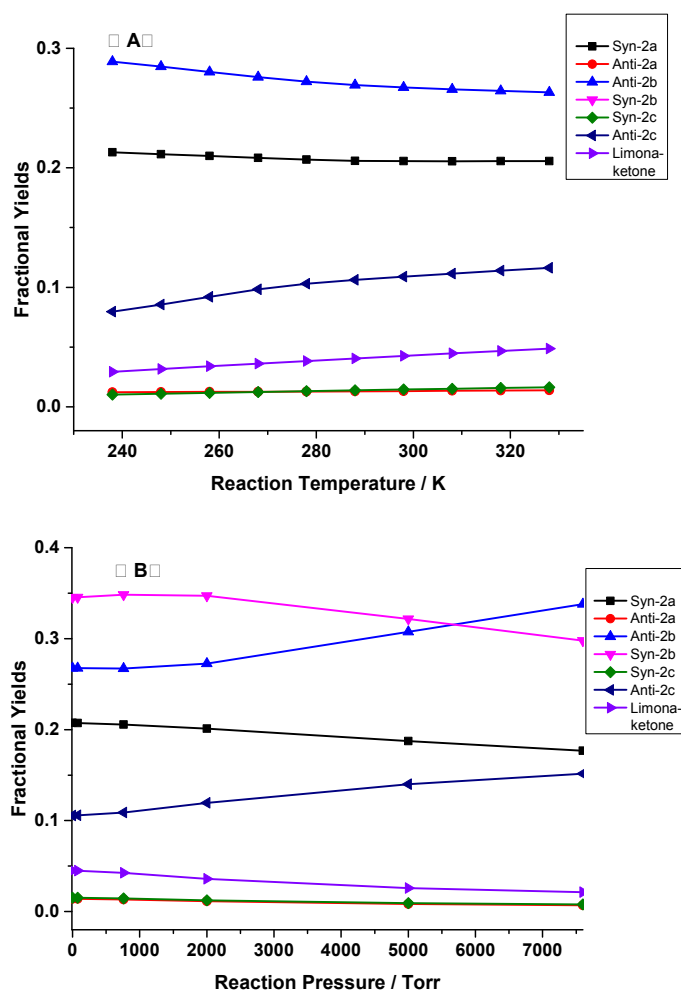 □ A□
Syn-2a
Anti-2a
Anti-2b
Syn-2b
Syn-2c
Anti-2c
Limona-
ketone
0.3
0.2
0.1
0.0
Fractional Yields
240 260 280 300 320
Reaction Temperature / K
□ B□
Syn-2a
Anti-2a
Anti-2b
Syn-2b
Syn-2c
Anti-2c
Limona-
ketone
0.4
0.3
0.2
0.1
0.0
Fractional Yields
0 1000 2000 3000 4000 5000 6000 7000
Reaction Pressure / Torr